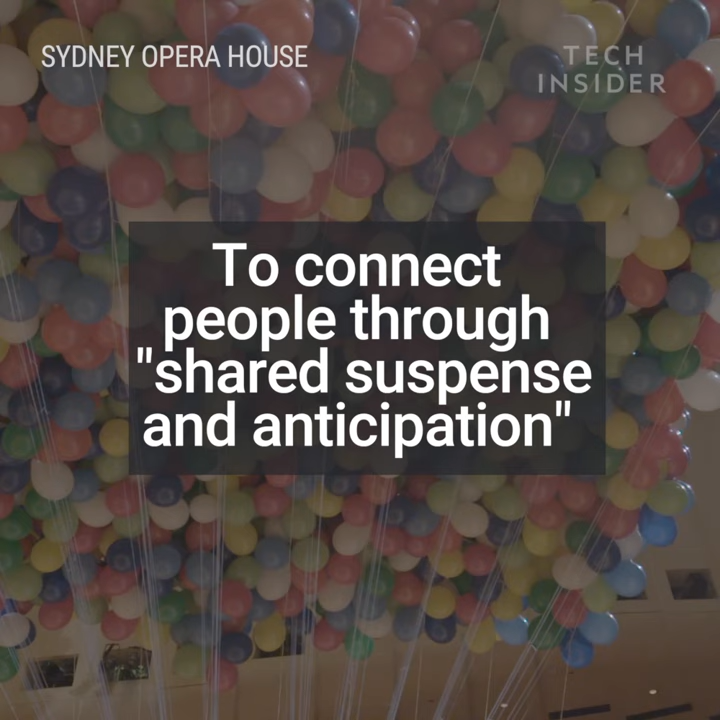 SYDNEY OPERA HOUSE
TECH
INSIDER
To connect
people through
"shared suspense
and anticipation"